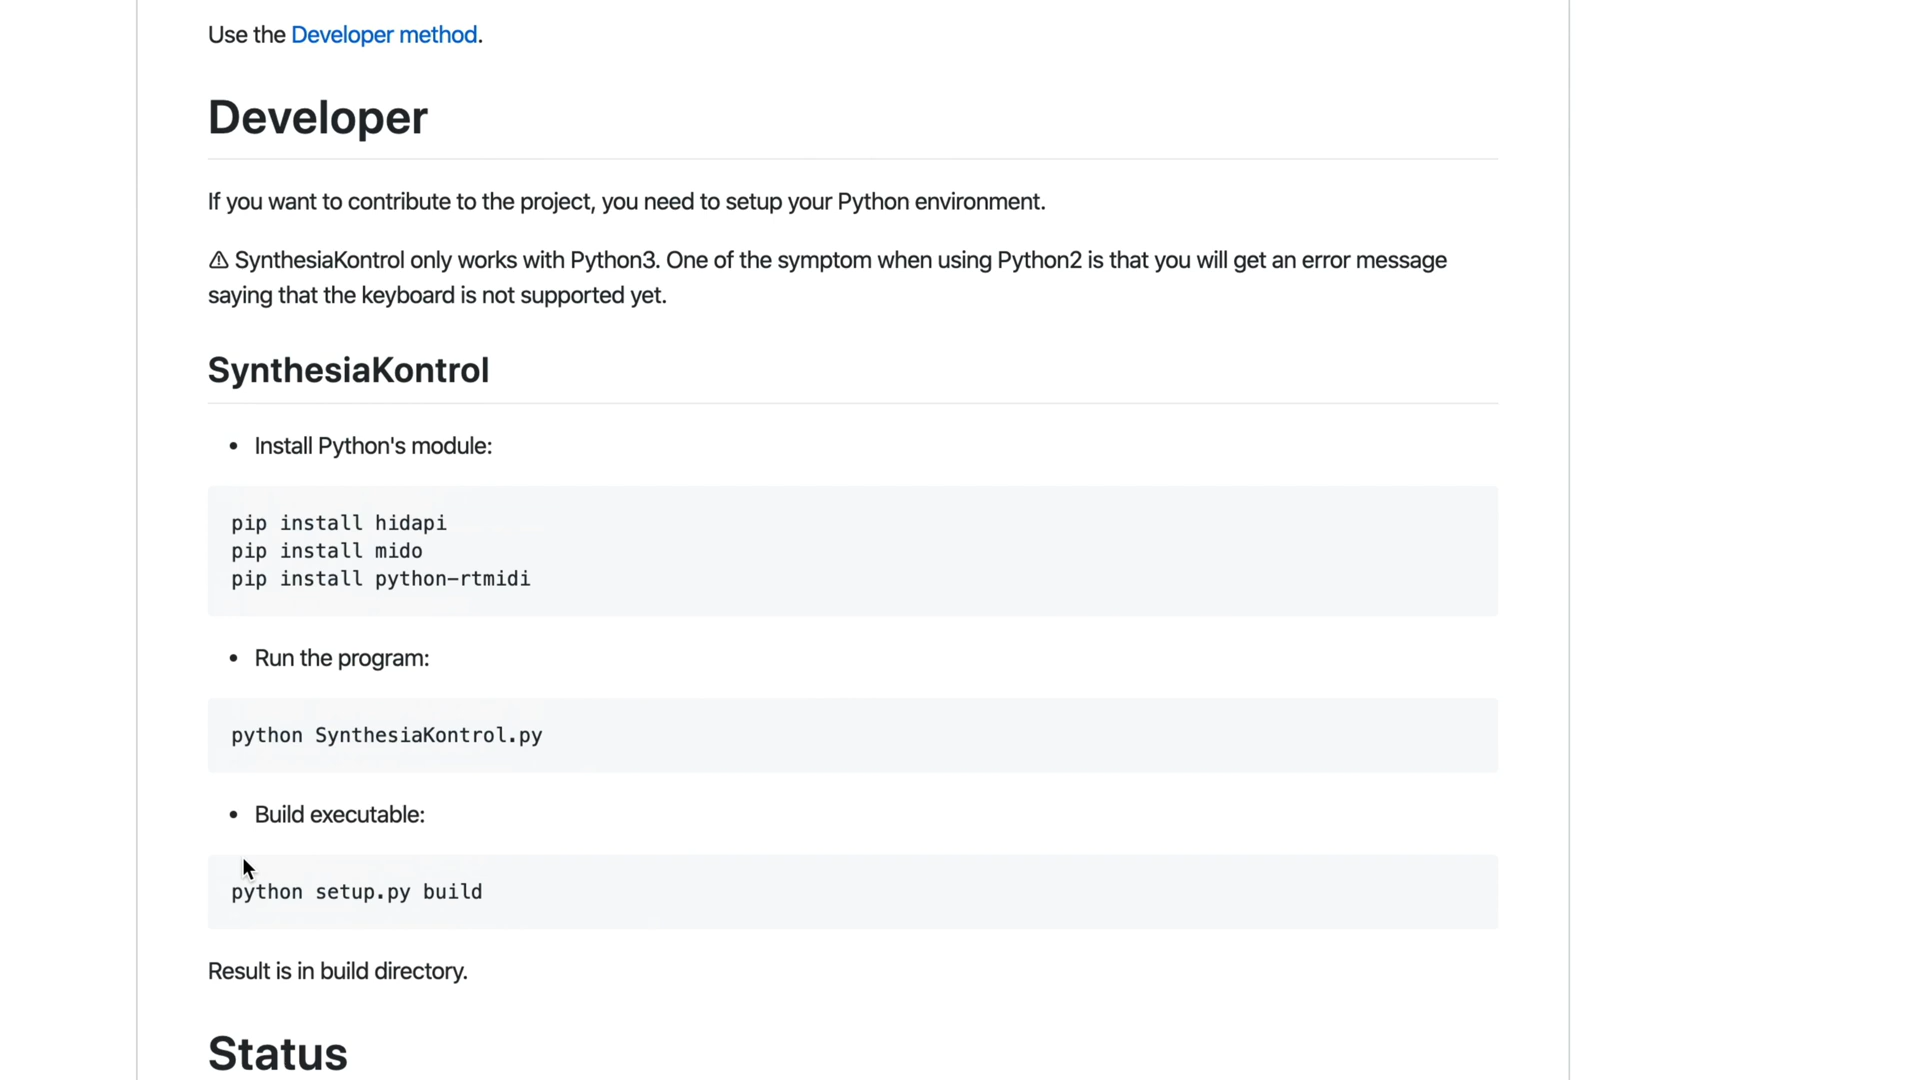 Use the Developer method.
Developer
If you want to contribute to the project, you need to setup your Python environment.
⚠ SynthesiaKontrol only works with Python3. One of the symptom when using Python2 is that you will get an error message
saying that the keyboard is not supported yet.
SynthesiaKontrol
• Install Python's module:
pip install hidapi
pip install mido
pip install python-rtmidi
• Run the program:
python SynthesiaKontrol.py
• Build executable:
python setup.py build
Result is in build directory.
Status